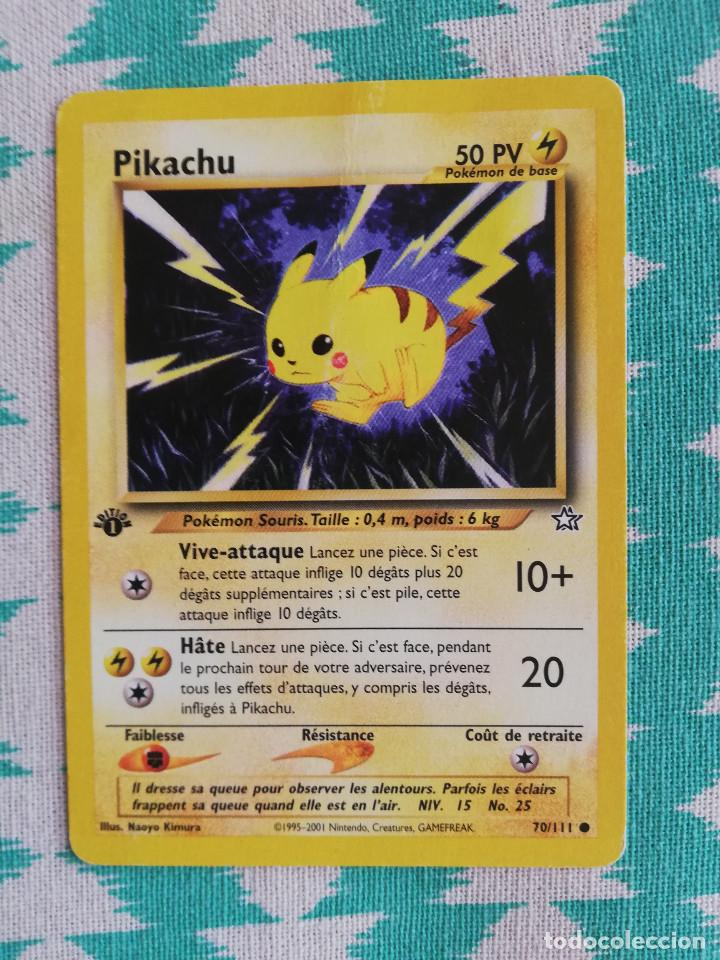 Pikachu
50 PV
Pokémon de base
Pokémon Souris. Taille : 0,4 m, poids : 6 kg
EDITION
1
Vive-attaque Lancez une pièce. Si c'est
face, cette attaque inflige 10 dégâts plus 20
dégâts supplémentaires ; si c'est pile, cette
attaque inflige 10 dégâts.
10+
Hâte Lancez une pièce. Si c'est face, pendant
le prochain tour de votre adversaire, prévenez
tous les effets d'attaques, y compris les dégâts,
infligés à Pikachu.
20
Faiblesse
Résistance
Coût de retraite
Il dresse sa queue pour observer les alentours. Parfois les éclairs
frappent sa queue quand elle est en l'air. NIV. 15 No. 25
Illus. Naoyo Kimura
©1995-2001 Nintendo, Creatures, GAMEFREAK.
70/111
todocoleccion